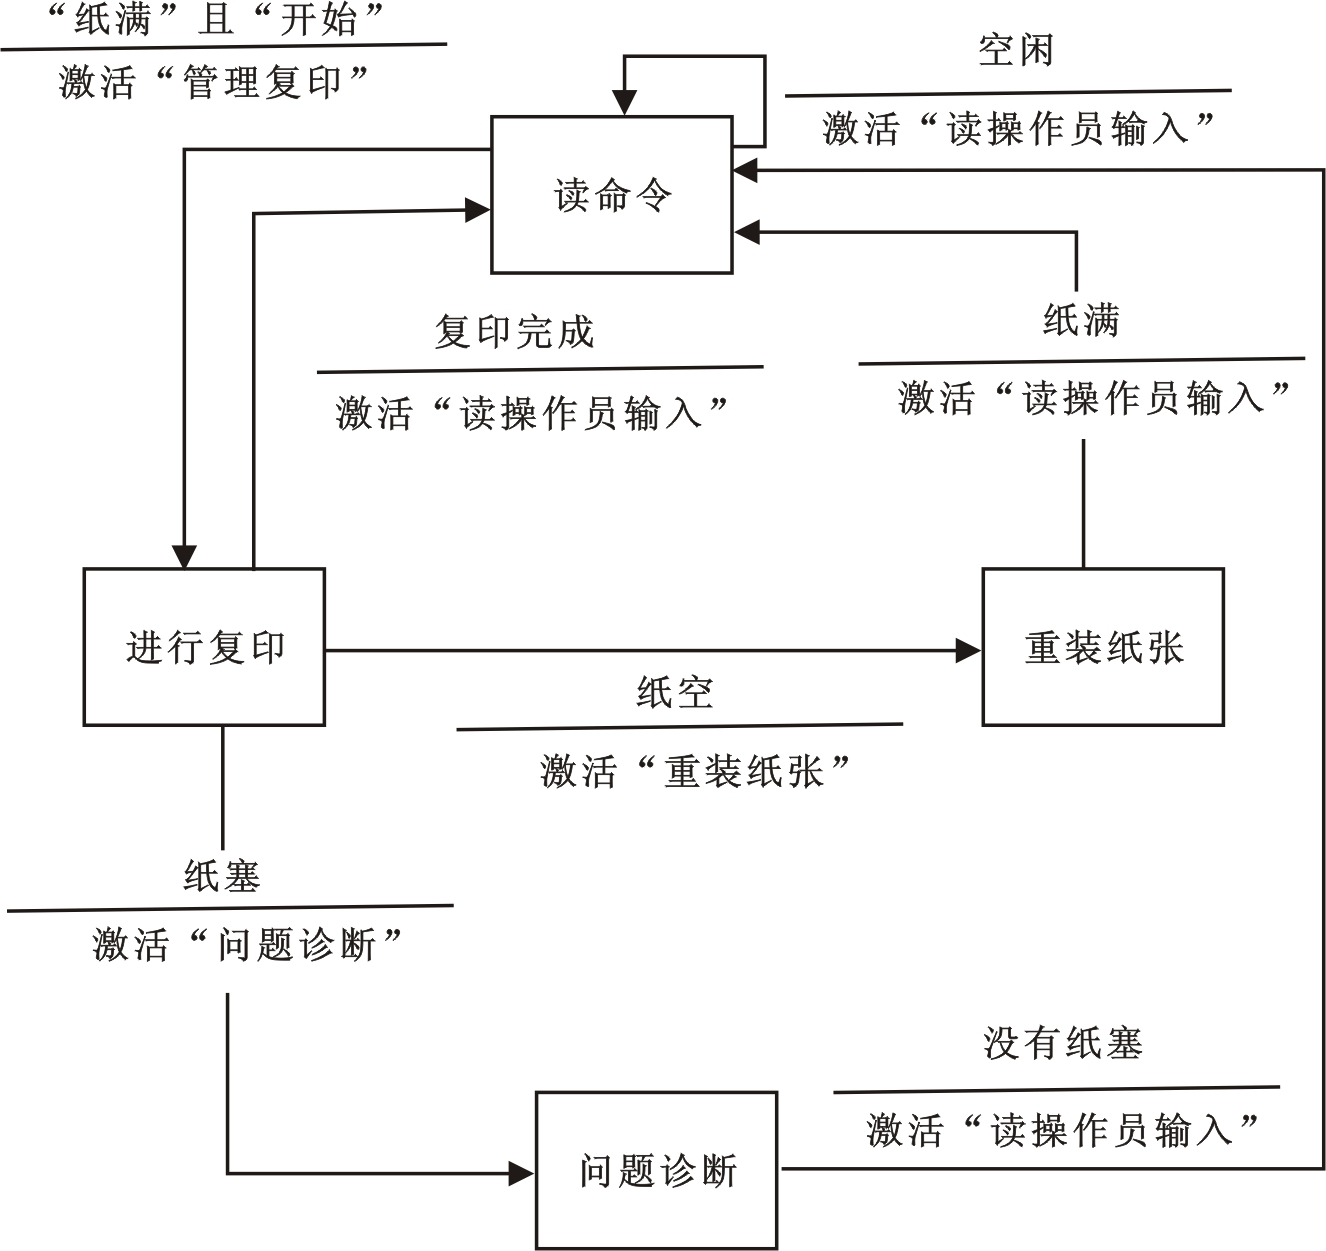 “纸满”且“开始”
激活“管理复印”
空闲
激活“读操作员输入”
读命令
纸满
激活“读操作员输入”
复印完成
激活“读操作员输入”
进行复印
重装纸张
纸空
激活“重装纸张”
纸塞
激活“问题诊断”
没有纸塞
激活“读操作员输入”
问题诊断